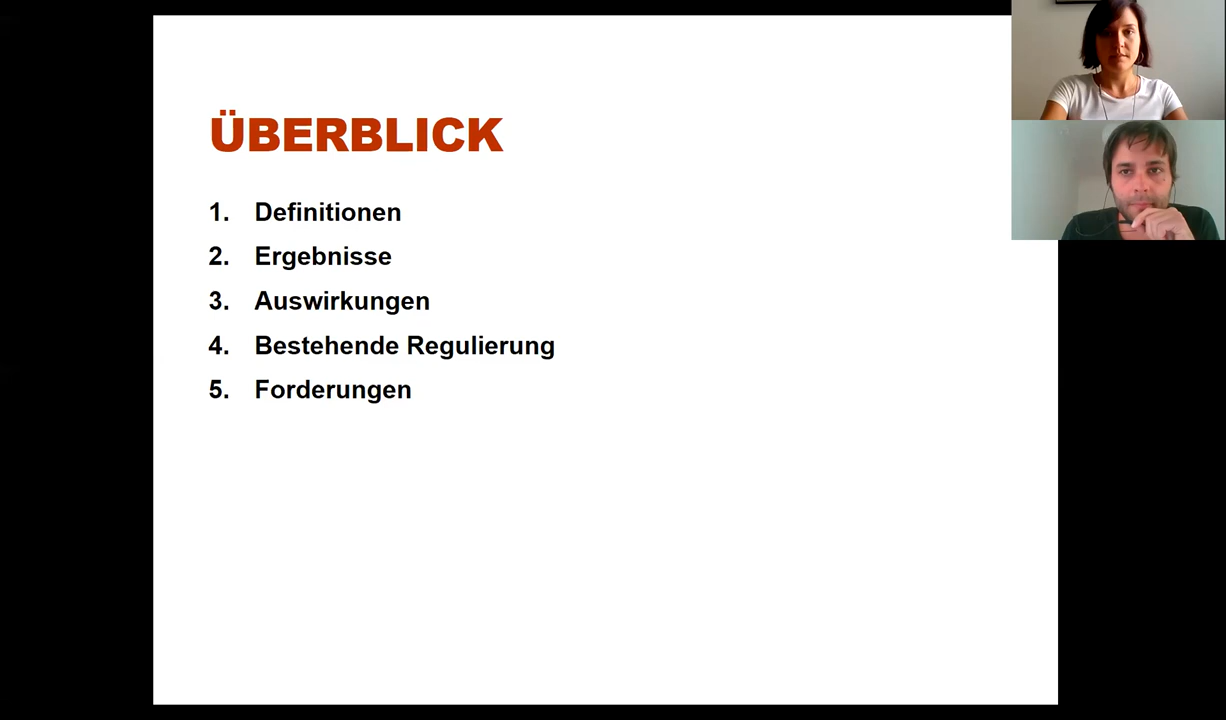 ÜBERBLICK
1. Definitionen
2. Ergebnisse
3. Auswirkungen
4. Bestehende Regulierung
5. Forderungen